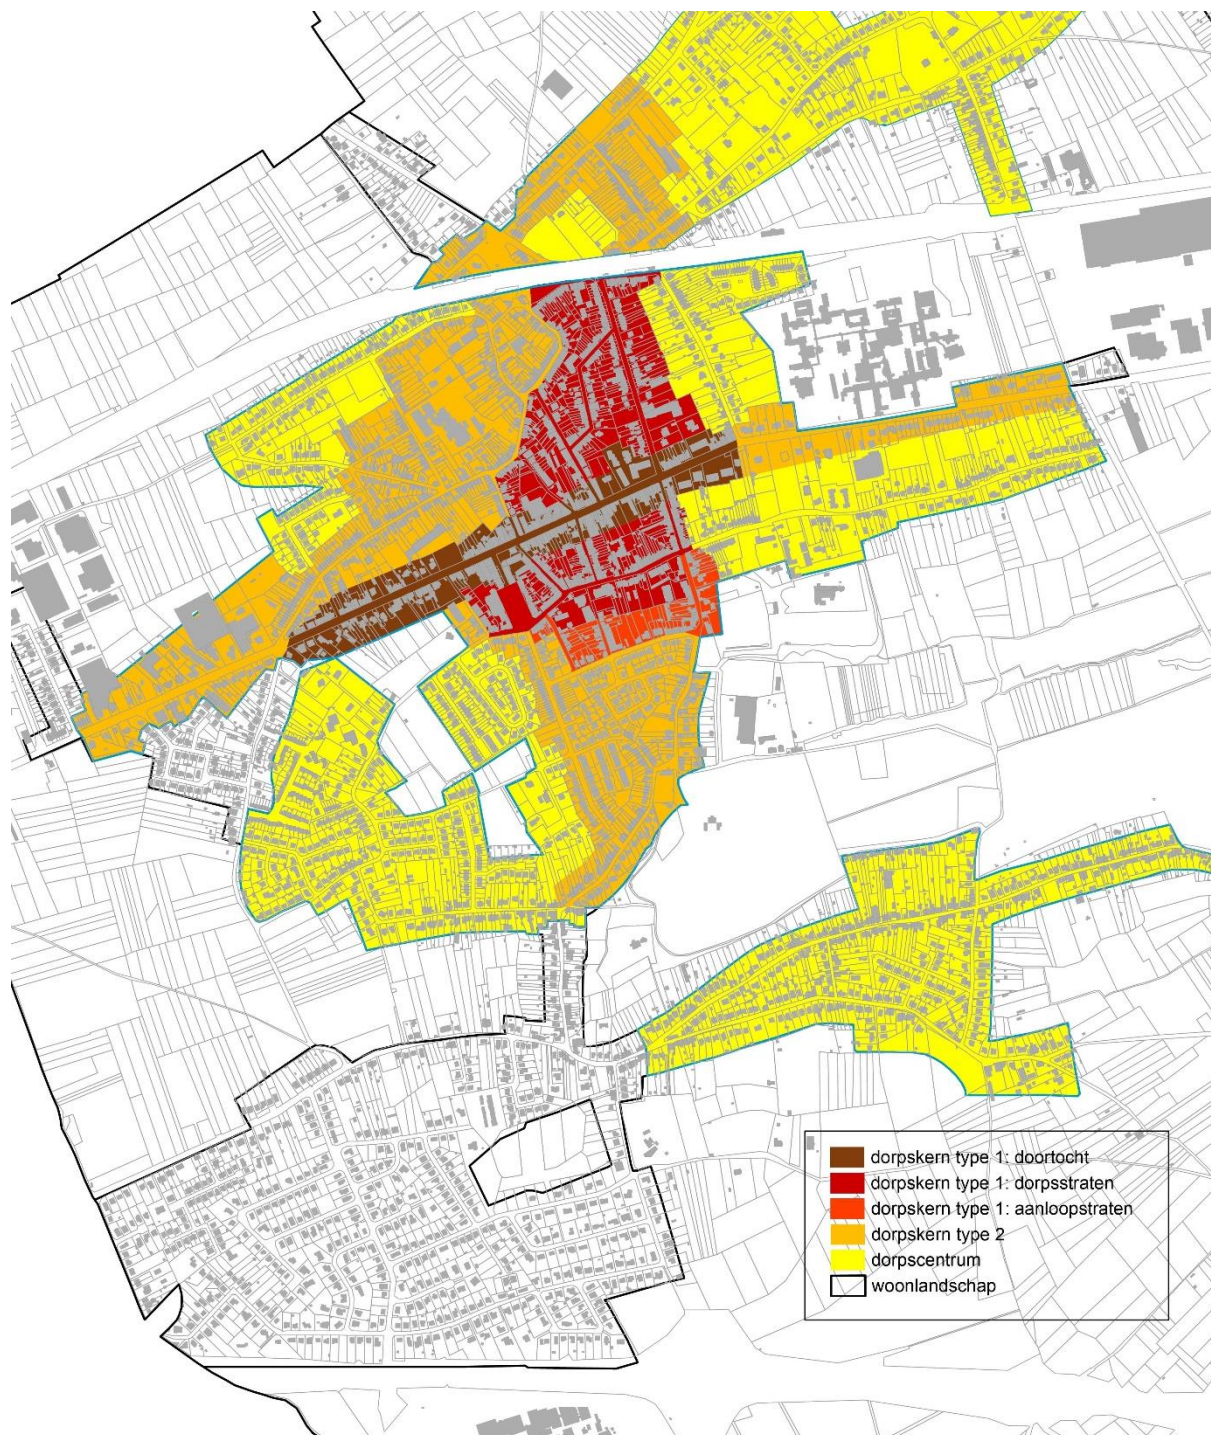 dorpskern type 1: doortocht
dorpskern type 1: dorpsstraten
dorpskern type 1: aanloopstraten
dorpskern type 2
dorpscentrum
woonlandschap